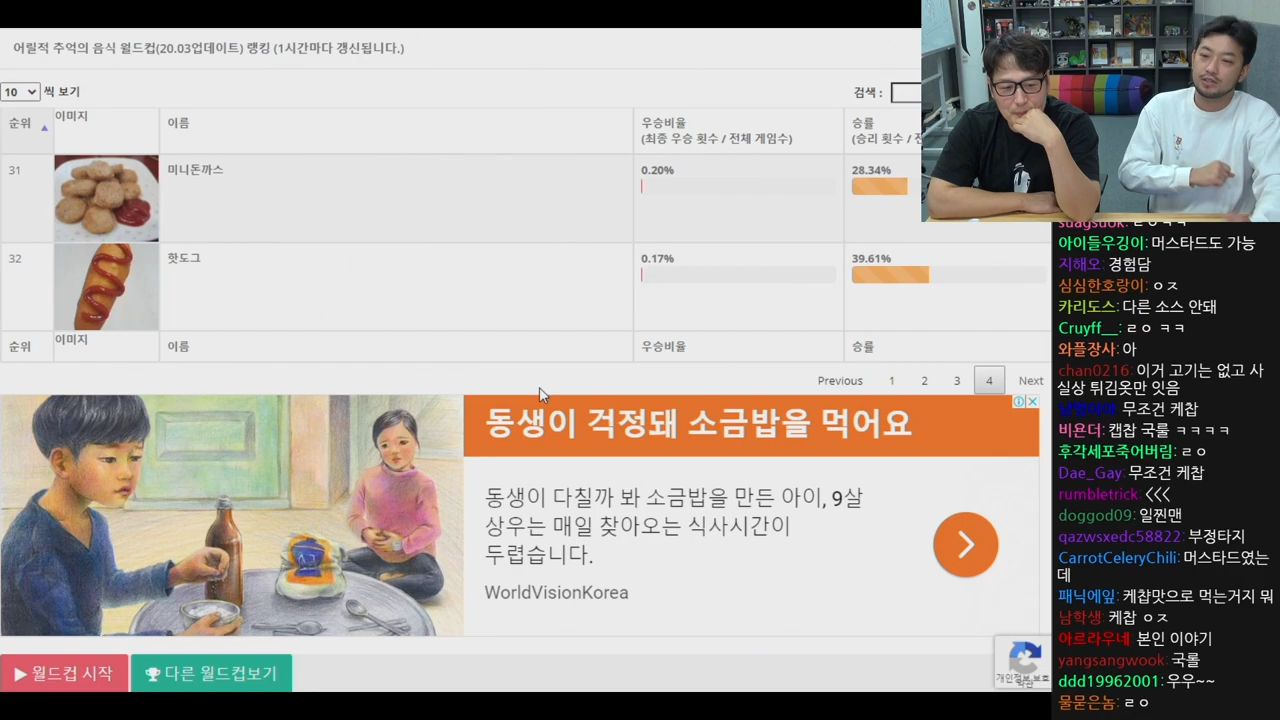 어릴적 추억의 음식 월드컵(20.03업데이트) 랭킹 (1시간마다 갱신됩니다.)
10 씩 보기
검색 :
순위 이미지 이름 우승비율 승률
(최종 우승 횟수 / 전체 게임수) (승리 횟수 /
31 미니돈까스 0.20% 28.34%
32 핫도그 0.17% 39.61%
순위 이미지 이름 우승비율 승률
Previous 1 2 3 4 Next
동생이 걱정돼 소금밥을 먹어요
동생이 다칠까 봐 소금밥을 만든 아이, 9살
상우는 매일 찾아오는 식사시간이
두렵습니다.
WorldVisionKorea
월드컵 시작
다른 월드컵보기
개인정보 보호
약관
아이들우깅이: 머스타드도 가능
지해오: 경험담
심심한호랑이: ㅇㅈ
카리도스: 다른 소스 안돼
Cruyff__: ㄹㅇ ㅋㅋ
와플장사: 아
chan0216: 이거 고기는 없고 사
실상 튀김옷만 잇음
무조건 케찹
비욘더: 캡찹 국룰 ㅋㅋㅋㅋ
후각세포죽어버림: ㄹㅇ
Dae_Gay: 무조건 케찹
rumbletrick: <<<
doggod09: 일찐맨
qazwsxedc58822: 부정타지
CarrotCeleryChili: 머스타드였는
데
패닉에잎: 케챱맛으로 먹는거지 뭐
남학생: 케찹 ㅇㅈ
아르라우네: 본인 이야기
yangsangwook: 국룰
ddd19962001: 우우~~
물묻은놈: ㄹㅇ